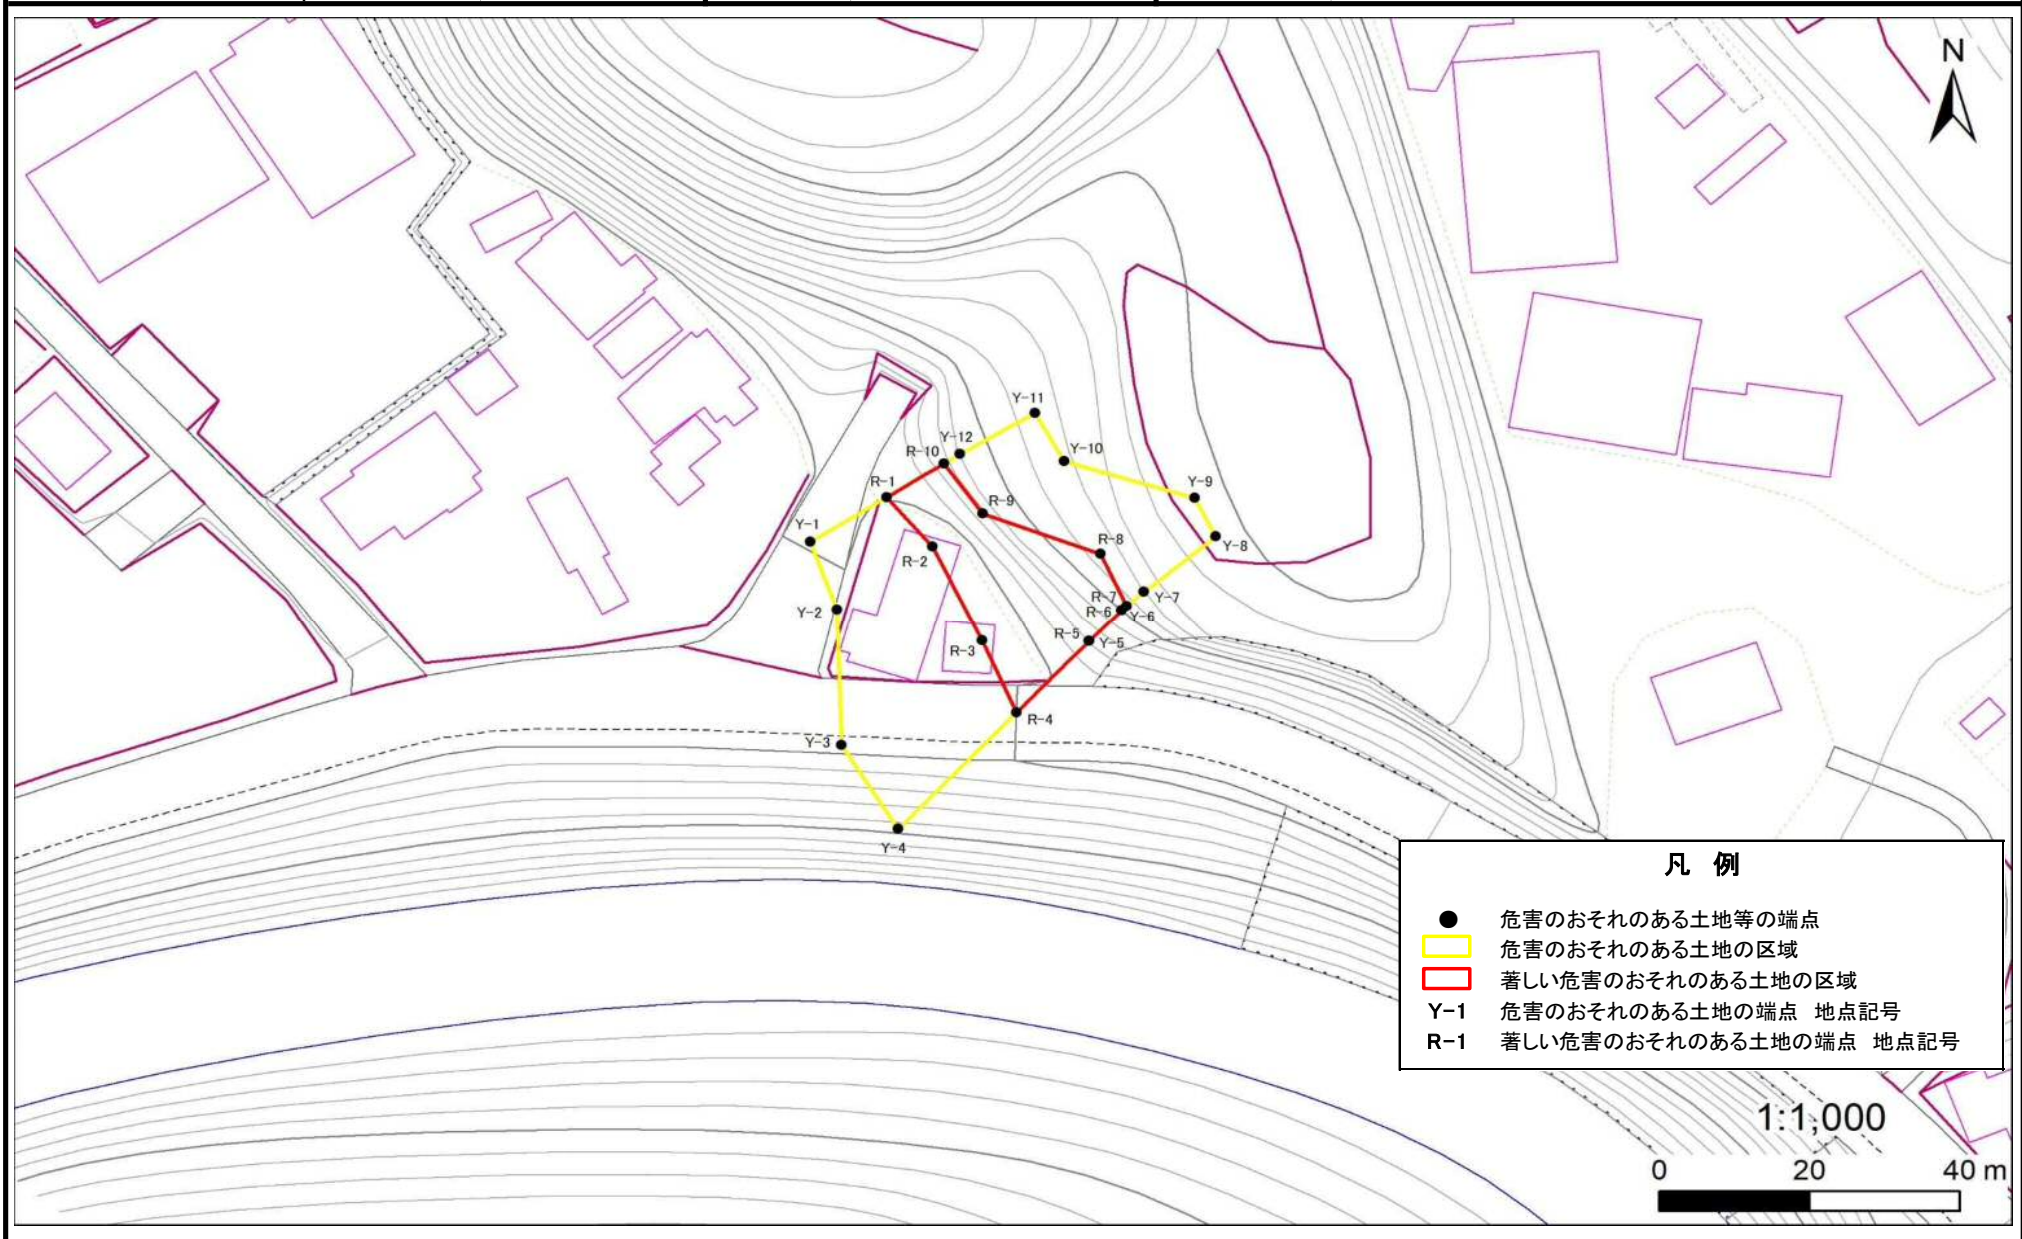 N
Y-11
Y-12
R-10
Y-10
R-1
Y-9
R-9
Y-1
Y-8
R-8
R-2
Y-7
R-7
Y-2
R-6
Y-6
R-5
Y-5
R-3
R-4
Y-3
Y-4
凡 例
危害のおそれのある土地等の端点
危害のおそれのある土地の区域
著しい危害のおそれのある土地の区域
Y-1 危害のおそれのある土地の端点 地点記号
R-1 著しい危害のおそれのある土地の端点 地点記号
1:1,000
0 20 40 m